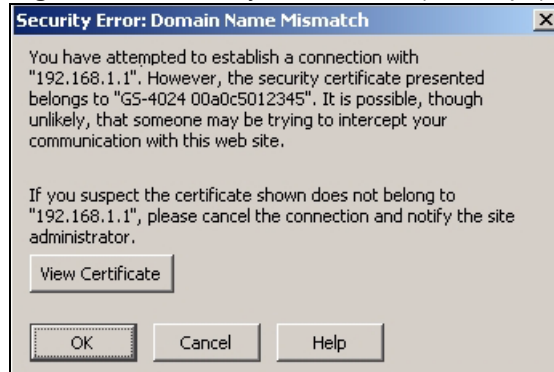 Security Error: Domain Name Mismatch
You have attempted to establish a connection with
"192.168.1.1". However, the security certificate presented
belongs to "GS-4024 00a0c5012345". It is possible, though
unlikely, that someone may be trying to intercept your
communication with this web site.
If you suspect the certificate shown does not belong to
"192.168.1.1", please cancel the connection and notify the site
administrator.
View Certificate
OK Cancel Help